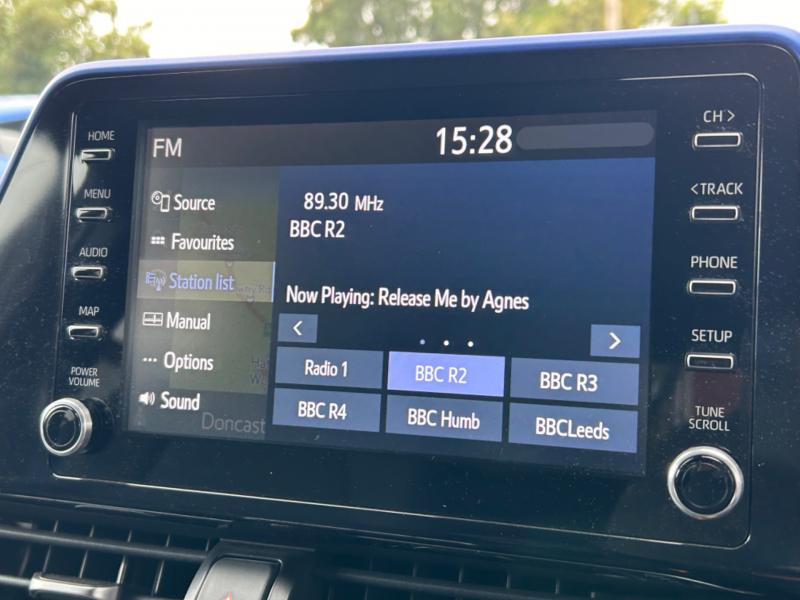 HOME
MENU
AUDIO
MAP
POWER
VOLUME
FM
15:28
Source
Favourites
Station list
Manual
Options
Sound
Doncast
89.30 MHz
BBC R2
Now Playing: Release Me by Agnes
<
>
Radio 1
BBC R2
BBC R3
BBC R4
BBC Humb
BBCLeeds
CH >
< TRACK
PHONE
SETUP
TUNE
SCROLL